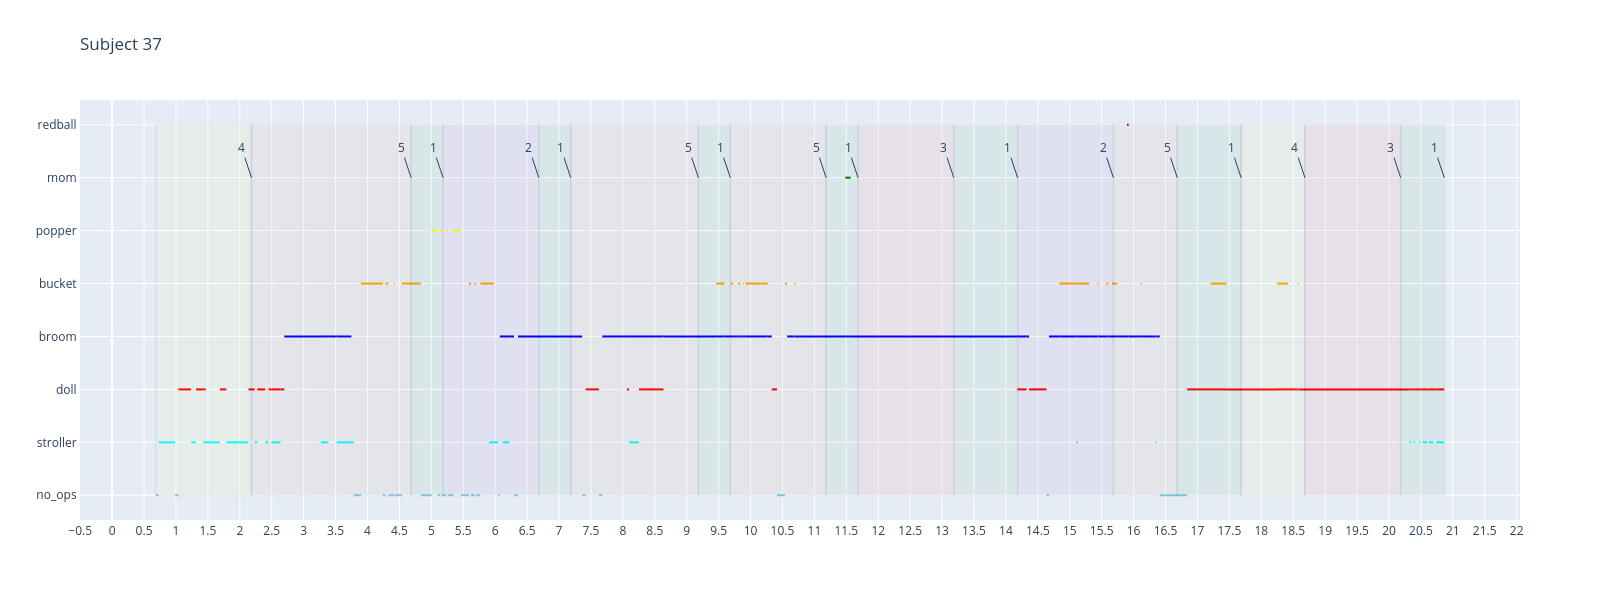 Subject 37
redball
4 5 1 2 1 5 1 5 1 3 1 2 5 1 4 3 1
mom
popper
bucket
broom
doll
stroller
no_ops
−0.5 0 0.5 1 1.5 2 2.5 3 3.5 4 4.5 5 5.5 6 6.5 7 7.5 8 8.5 9 9.5 10 10.5 11 11.5 12 12.5 13 13.5 14 14.5 15 15.5 16 16.5 17 17.5 18 18.5 19 19.5 20 20.5 21 21.5 22